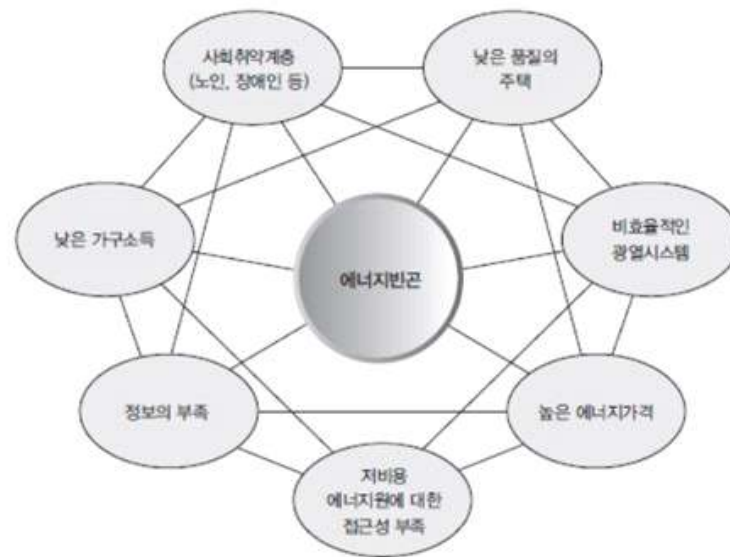 사회취약계층
(노인, 장애인 등)
낮은 품질의
주택
낮은 가구소득
비효율적인
광열시스템
에너지빈곤
정보의 부족
높은 에너지가격
저비용
에너지원에 대한
접근성 부족